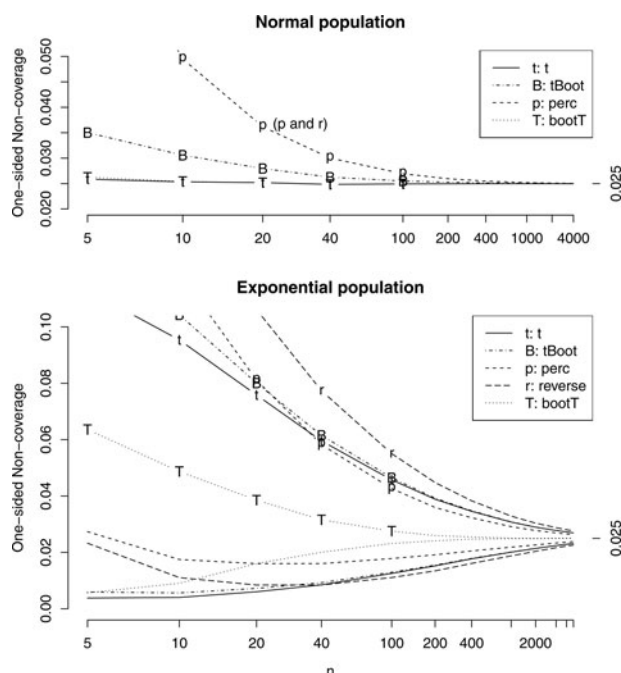 Normal population
One-sided Non-coverage
0.050
0.040
0.030
0.020
p
p (p and r)
p
p
B
B
B
B
B
T
t
T
T
t
t: t
B: tBoot
p: perc
T: bootT
0.025
5 10 20 40 100 200 400 1000 4000
Exponential population
One-sided Non-coverage
0.10
0.08
0.06
0.04
0.02
0.00
B
t
B
t
r
B
r
B
p
T
T
T
T
T
t: t
B: tBoot
p: perc
r: reverse
T: bootT
0.025
5 10 20 40 100 200 400 2000